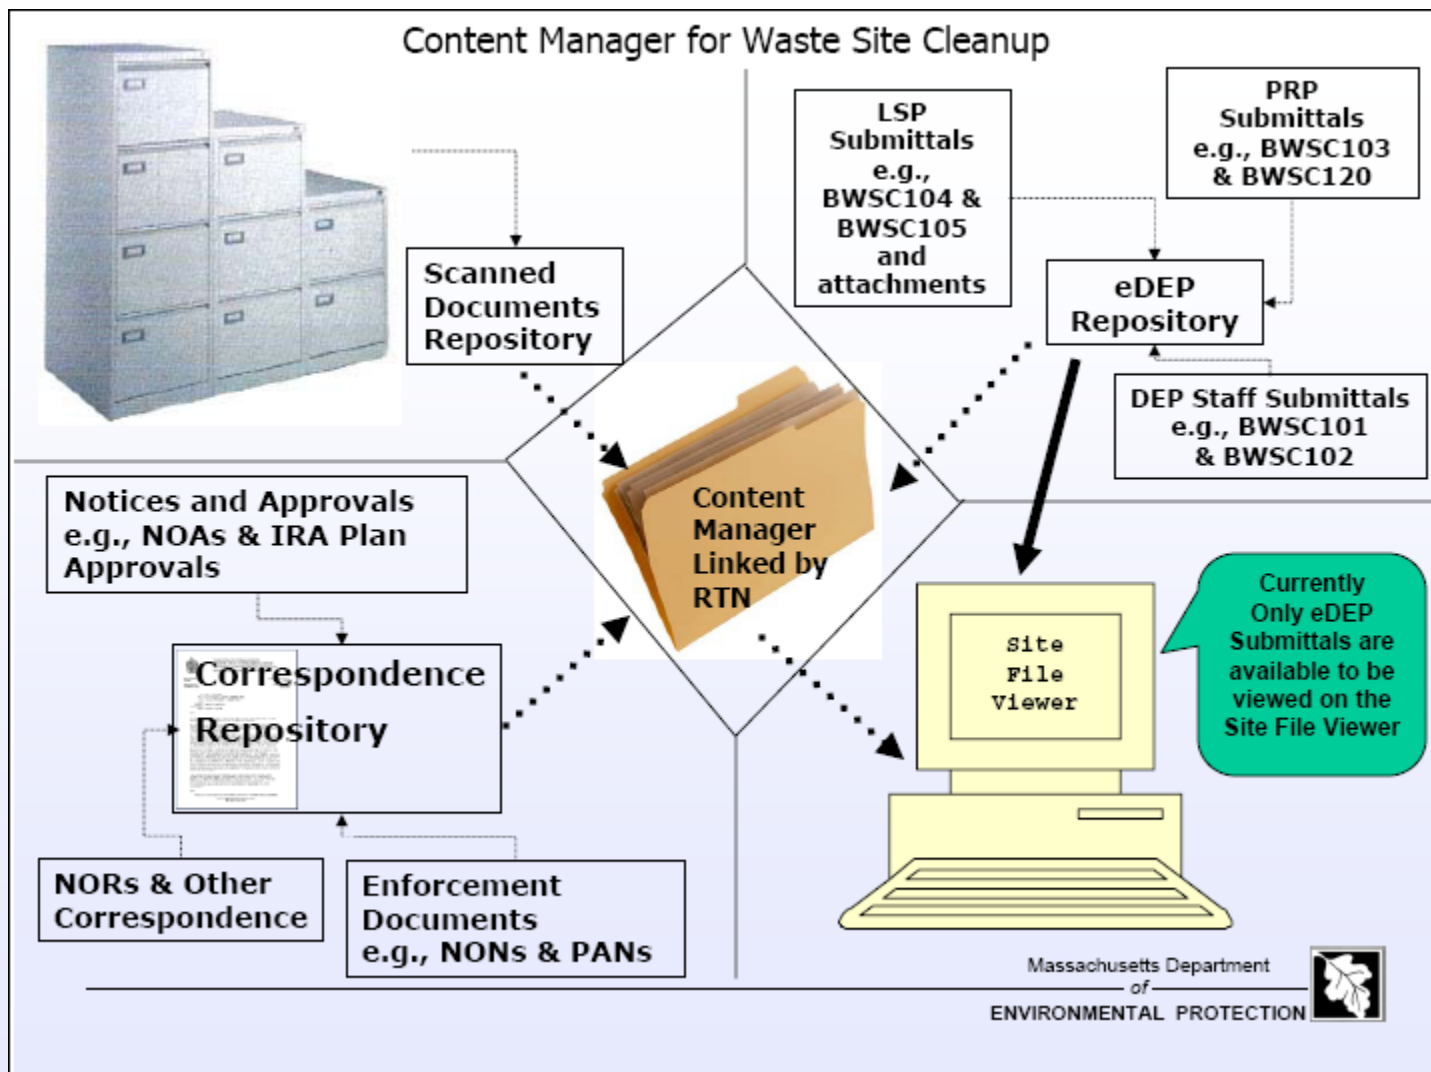 Content Manager for Waste Site Cleanup
LSP
Submittals
e.g.,
BWSC104 &
BWSC105
and
attachments
PRP
Submittals
e.g., BWSC103
& BWSC120
Scanned
Documents
Repository
eDEP
Repository
DEP Staff Submittals
e.g., BWSC101
& BWSC102
Content
Manager
Linked by
RTN
Notices and Approvals
e.g., NOAs & IRA Plan
Approvals
Correspondence
Repository
NORs & Other
Correspondence
Enforcement
Documents
e.g., NONs & PANs
Site
File
Viewer
Currently
Only eDEP
Submittals are
available to be
viewed on the
Site File Viewer
Massachusetts Department
of
ENVIRONMENTAL PROTECTION